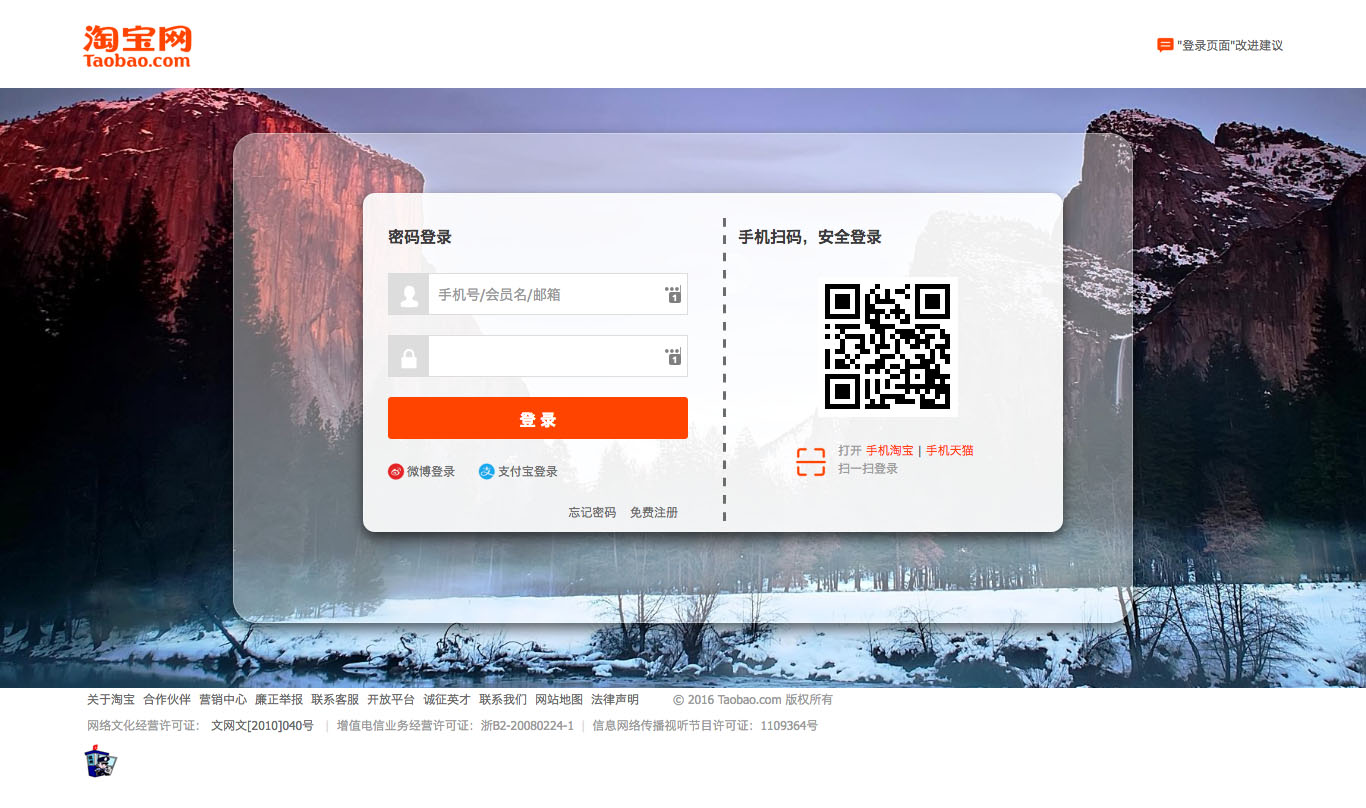 淘宝网
Taobao.com
"登录页面"改进建议
密码登录
手机号/会员名/邮箱
1
1
登 录
微博登录 支付宝登录
忘记密码 免费注册
手机扫码，安全登录
打开 手机淘宝 | 手机天猫
扫一扫登录
关于淘宝 合作伙伴 营销中心 廉正举报 联系客服 开放平台 诚征英才 联系我们 网站地图 法律声明 © 2016 Taobao.com 版权所有
网络文化经营许可证： 文网文[2010]040号 | 增值电信业务经营许可证：浙B2-20080224-1 | 信息网络传播视听节目许可证：1109364号